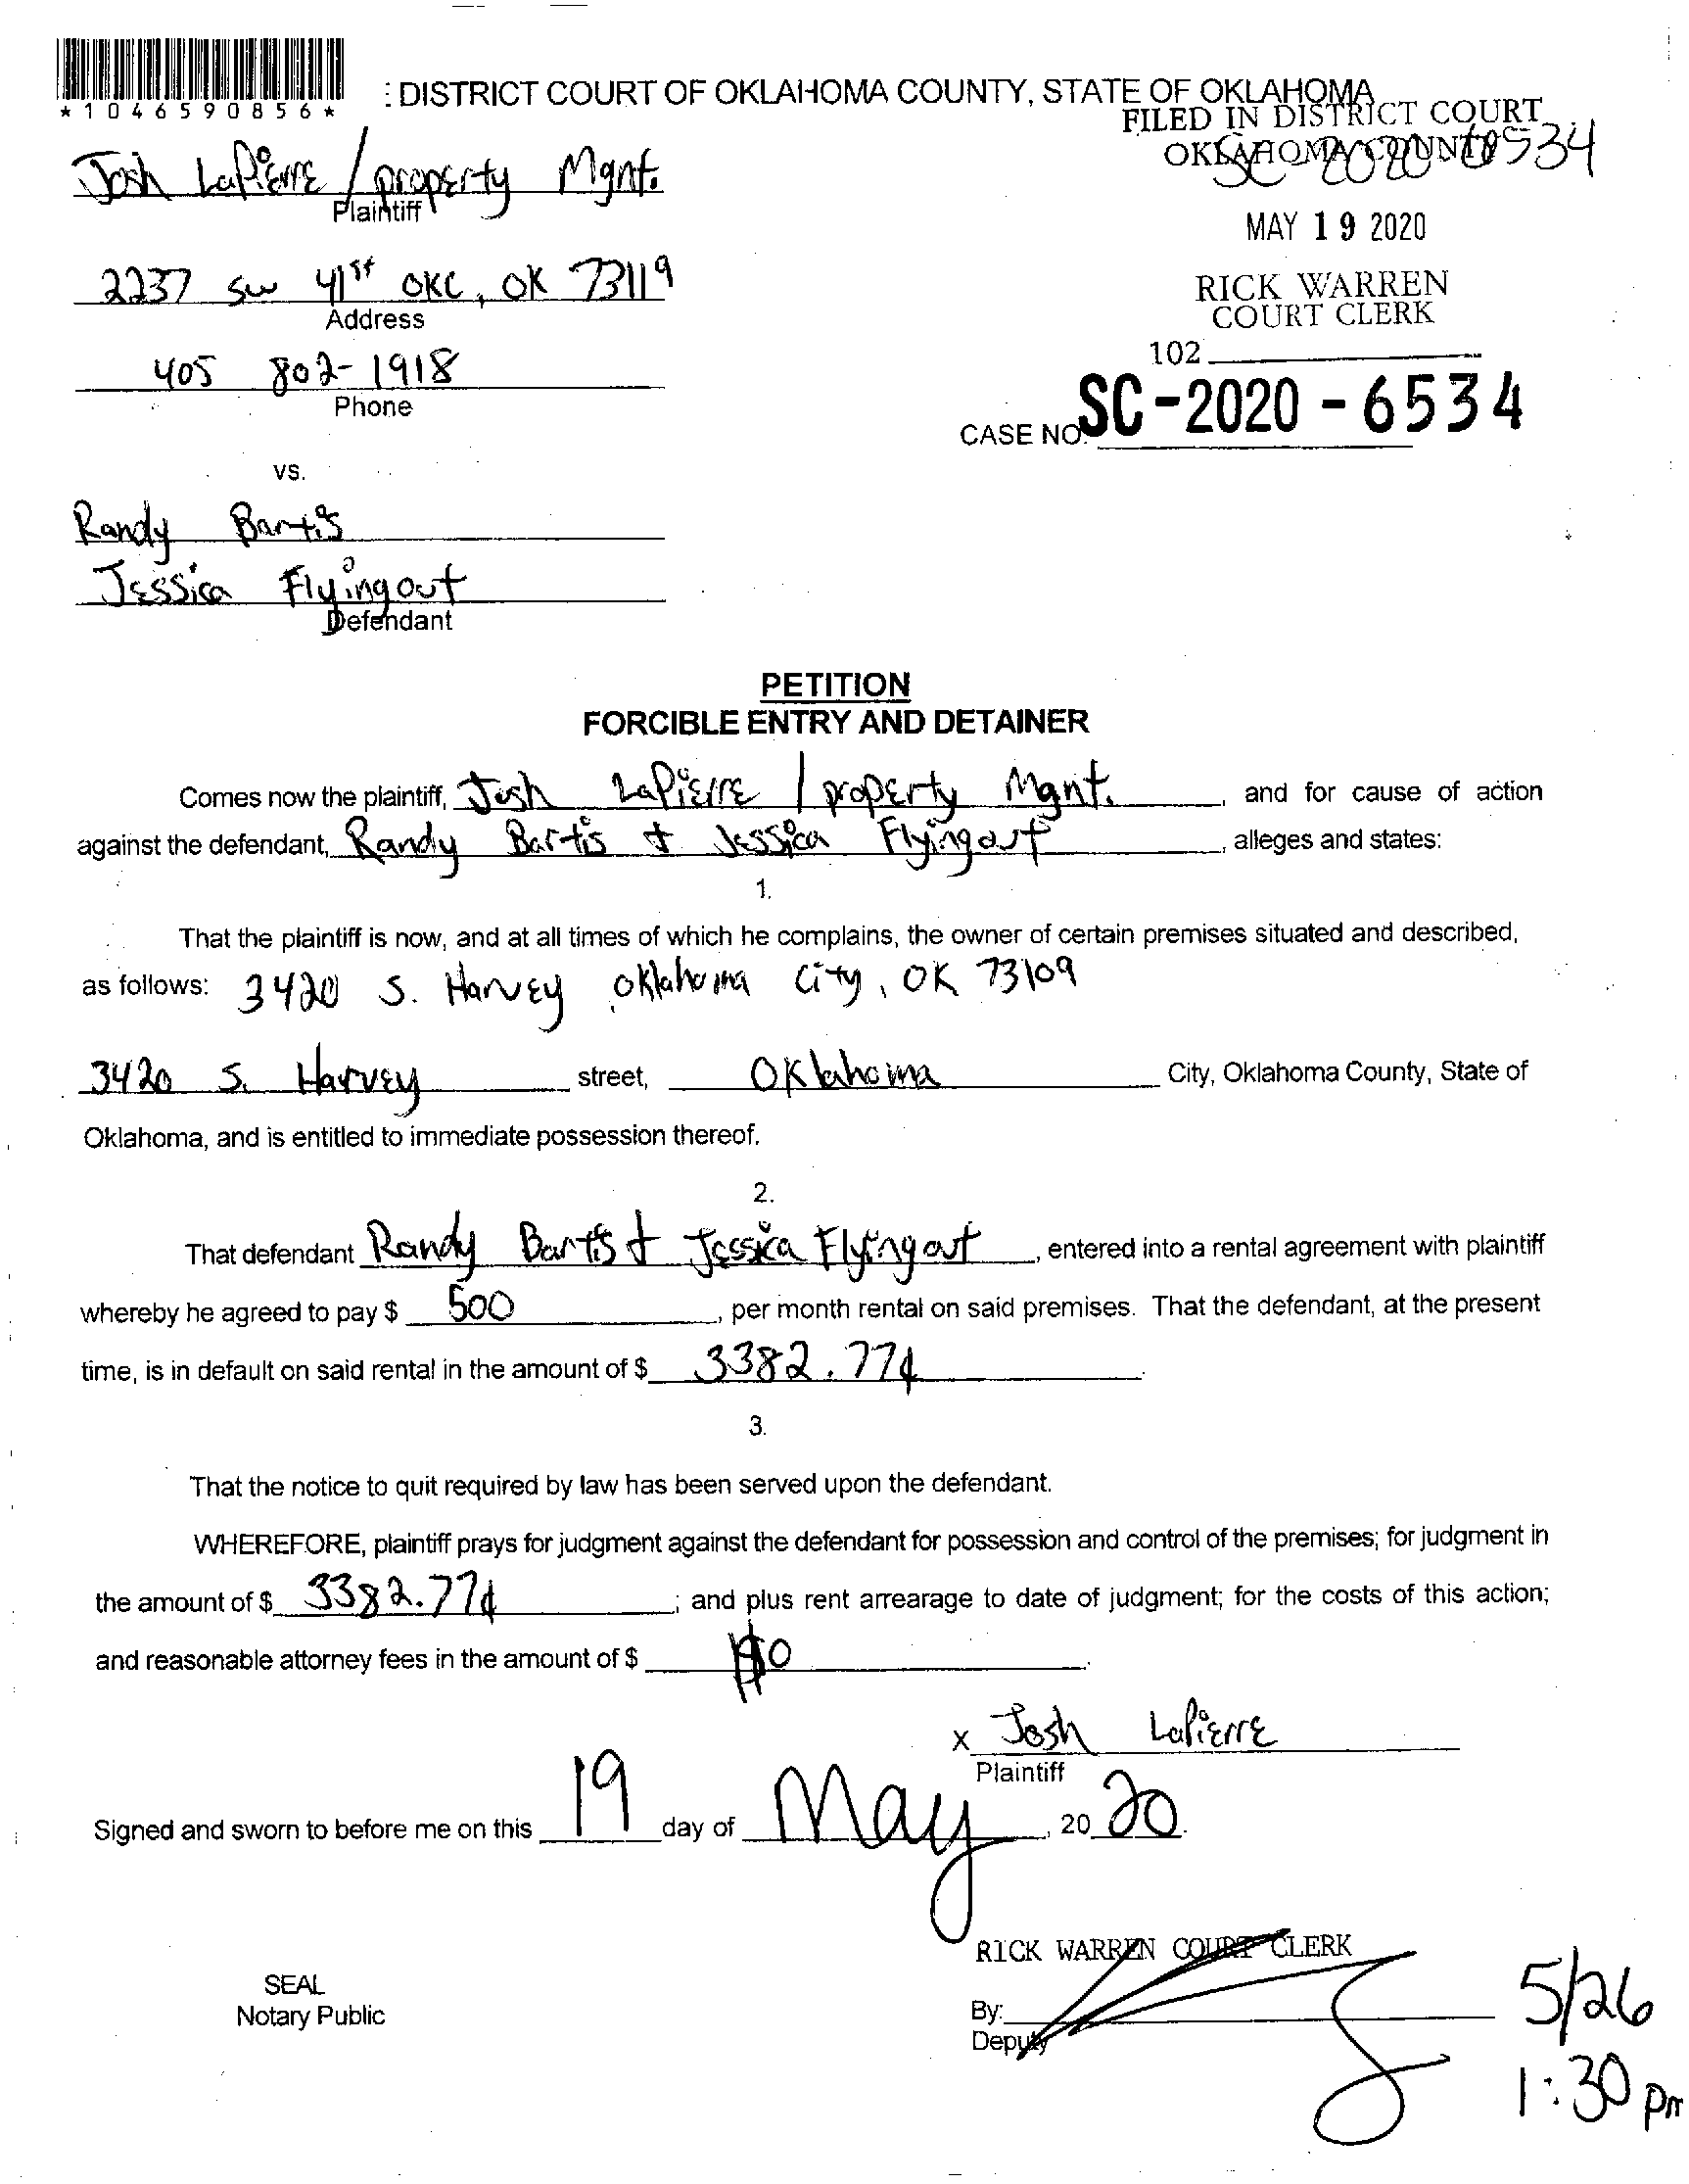 *1046590856*
: DISTRICT COURT OF OKLAHOMA COUNTY, STATE OF OKLAHOMA
FILED IN DISTRICT COURT
OKLAHOMA COUNTY
SC-2020-6534
Josh LaPierre / property Mgnt.
Plaintiff
MAY 19 2020
2237 SW 41st OKC, OK 73119
Address
RICK WARREN
COURT CLERK
102
405 802-1918
Phone
CASE NO. SC-2020-6534
vs.
Randy Bartis
Jessica Flyingout
Defendant
PETITION
FORCIBLE ENTRY AND DETAINER
Comes now the plaintiff, Josh LaPierre / property Mgnt. , and for cause of action
against the defendant, Randy Bartis + Jessica Flyingout , alleges and states:
1.
That the plaintiff is now, and at all times of which he complains, the owner of certain premises situated and described,
as follows: 3420 S. Harvey Oklahoma City, OK 73109
3420 S. Harvey street, Oklahoma City, Oklahoma County, State of
Oklahoma, and is entitled to immediate possession thereof.
2.
That defendant Randy Bartis + Jessica Flyingout , entered into a rental agreement with plaintiff
whereby he agreed to pay $ 500 , per month rental on said premises. That the defendant, at the present
time, is in default on said rental in the amount of $ 3382.77¢ .
3.
That the notice to quit required by law has been served upon the defendant.
WHEREFORE, plaintiff prays for judgment against the defendant for possession and control of the premises; for judgment in
the amount of $ 3382.77¢ ; and plus rent arrearage to date of judgment; for the costs of this action;
and reasonable attorney fees in the amount of $ $0 .
x Josh LaPierre
Plaintiff
Signed and sworn to before me on this 19 day of May , 20 20.
RICK WARREN COURT CLERK
SEAL
Notary Public
By:
Deputy
5/26
1:30 pm